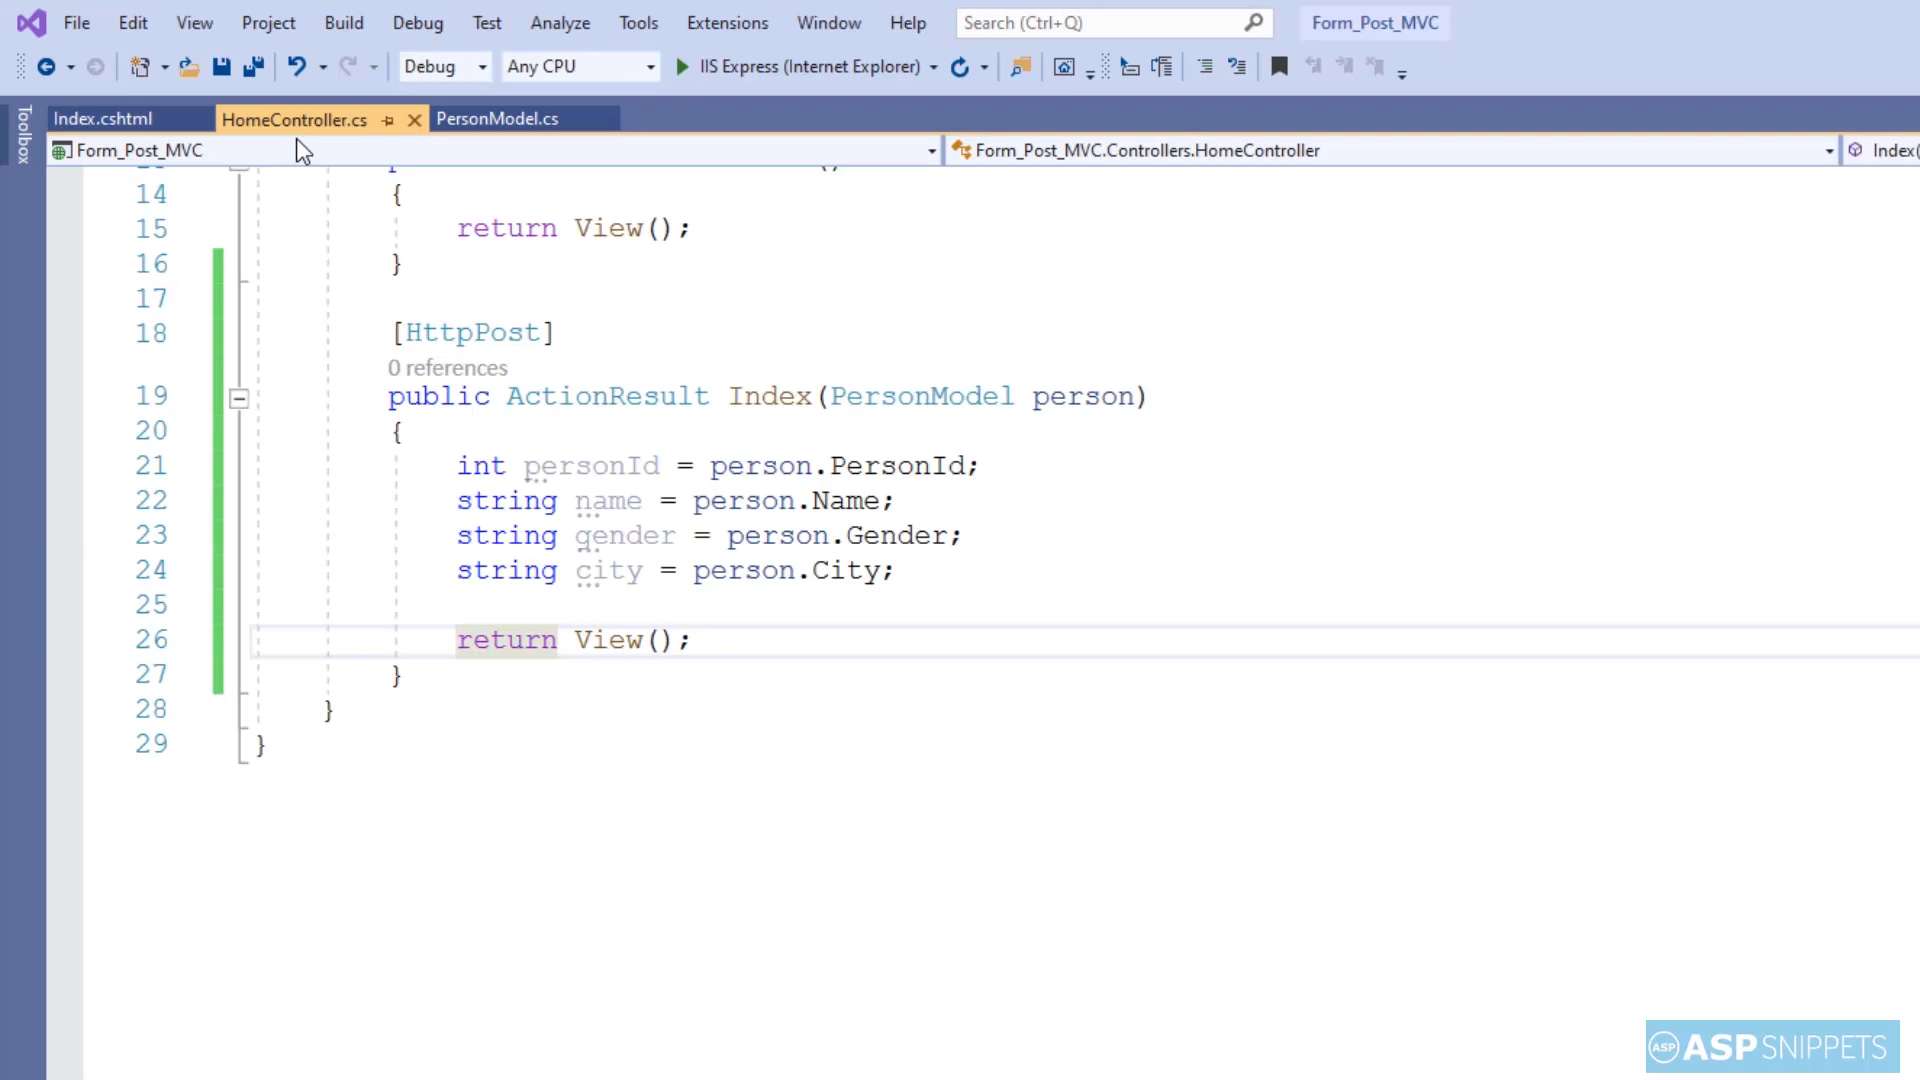 File Edit View Project Build Debug Test Analyze Tools Extensions Window Help Search (Ctrl+Q) Form_Post_MVC
Debug Any CPU IIS Express (Internet Explorer)
Toolbox
Index.cshtml HomeController.cs PersonModel.cs
Form_Post_MVC Form_Post_MVC.Controllers.HomeController Index(
14 {
15 return View();
16 }
17
18 [HttpPost]
0 references
19 public ActionResult Index(PersonModel person)
20 {
21 int personId = person.PersonId;
22 string name = person.Name;
23 string gender = person.Gender;
24 string city = person.City;
25
26 return View();
27 }
28 }
29 }
ASP ASPSNIPPETS